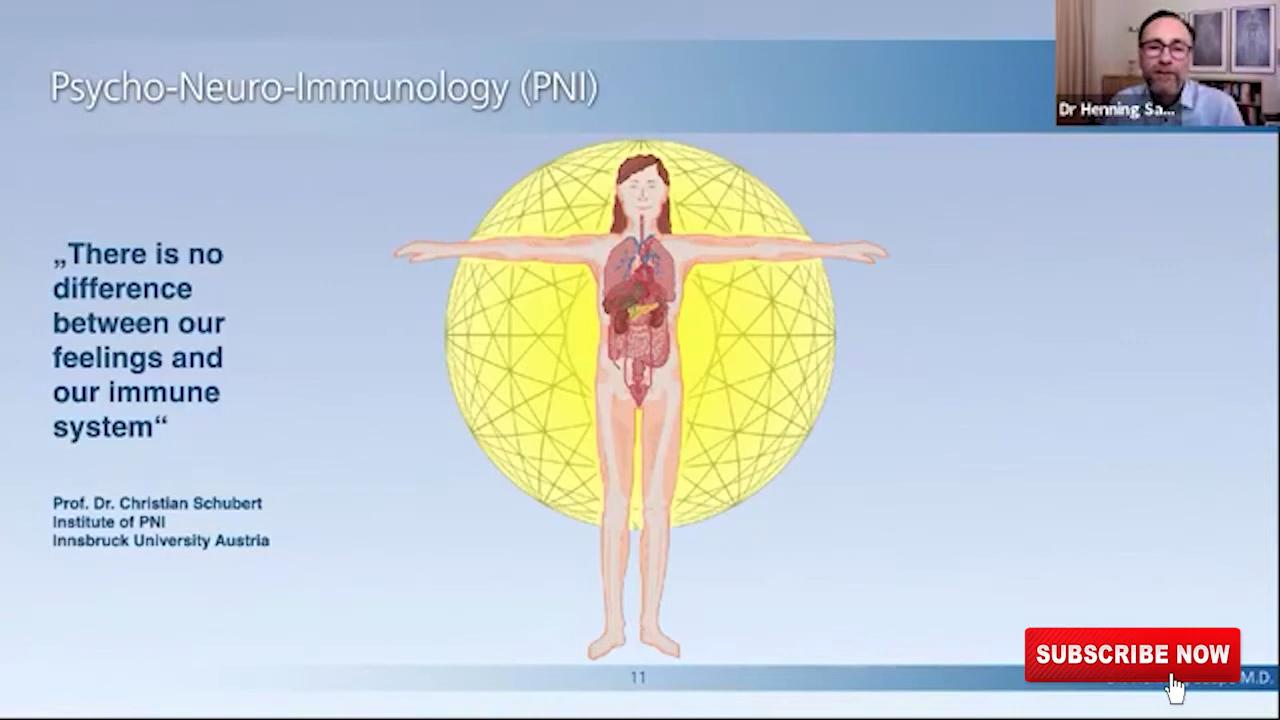 Psycho-Neuro-Immunology (PNI)
Dr Henning Sa...
„There is no
difference
between our
feelings and
our immune
system“
Prof. Dr. Christian Schubert
Institute of PNI
Innsbruck University Austria
SUBSCRIBE NOW
11
M.D.